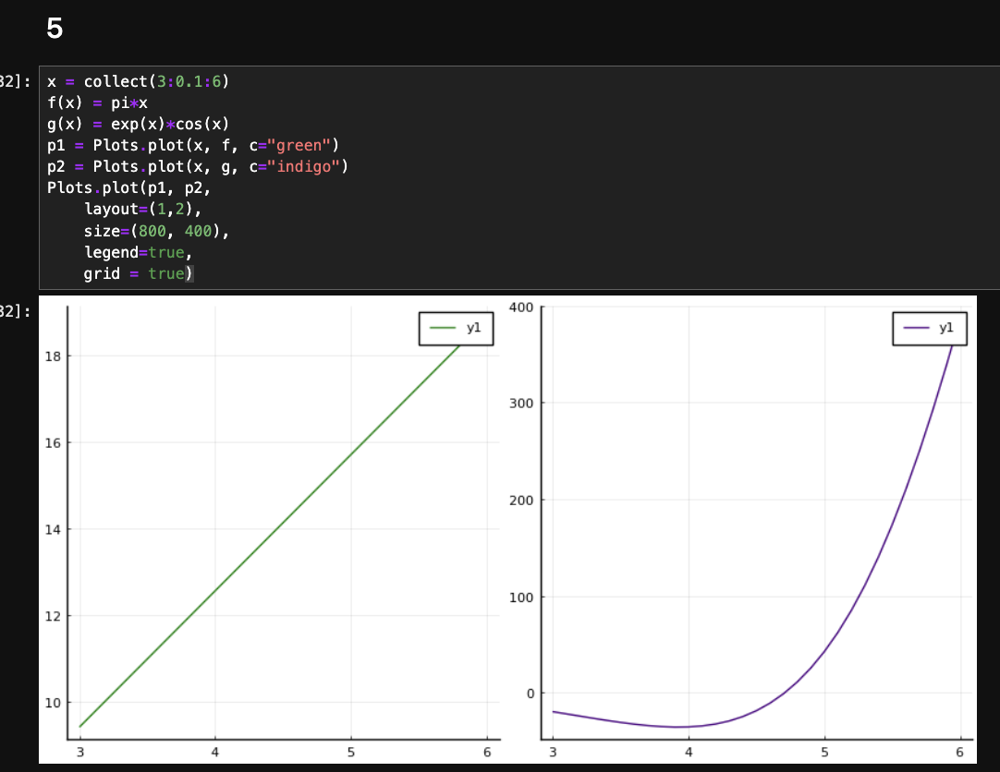 5
32]:
x = collect(3:0.1:6)
f(x) = pi*x
g(x) = exp(x)*cos(x)
p1 = Plots.plot(x, f, c="green")
p2 = Plots.plot(x, g, c="indigo")
Plots.plot(p1, p2,
    layout=(1,2),
    size=(800, 400),
    legend=true,
    grid = true)
32]:
y1
18
16
14
12
10
3 4 5 6
y1
400
300
200
100
0
3 4 5 6